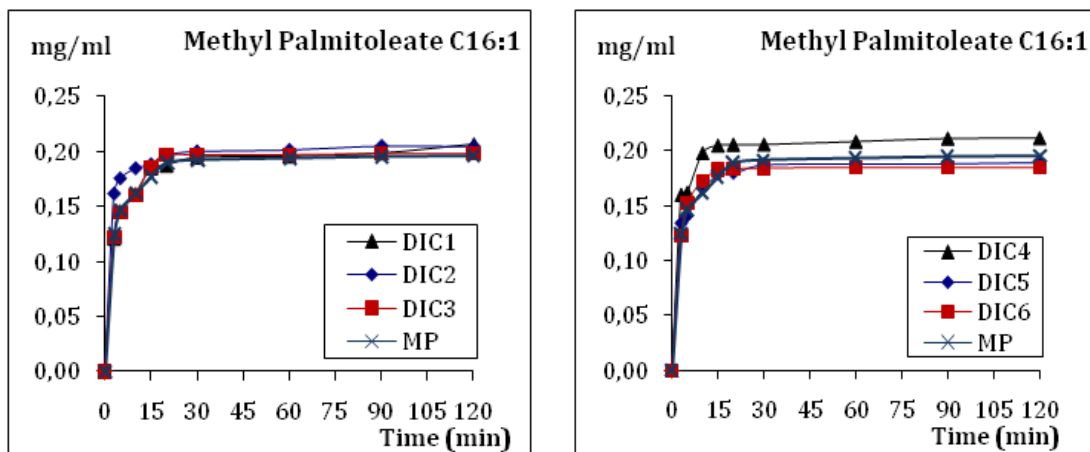 mg/ml
Methyl Palmitoleate C16:1
0,25
0,20
0,15
0,10
0,05
0,00
DIC1
DIC2
DIC3
MP
0 15 30 45 60 75 90 105 120
Time (min)
mg/ml
Methyl Palmitoleate C16:1
0,25
0,20
0,15
0,10
0,05
0,00
DIC4
DIC5
DIC6
MP
0 15 30 45 60 75 90 105 120
Time (min)